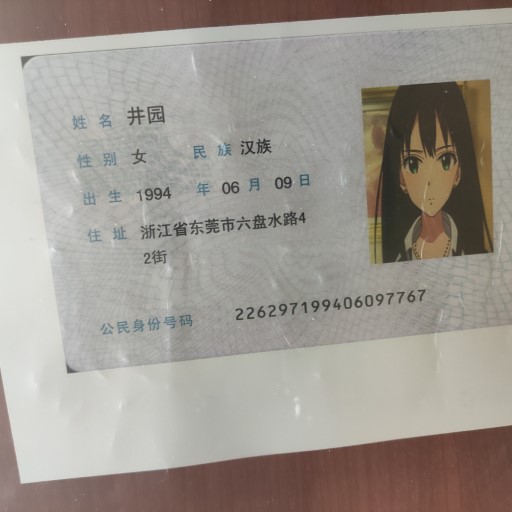 姓名 井园
性别 女 民族 汉族
出生 1994 年 06 月 09 日
住址 浙江省东莞市六盘水路4
2街
公民身份号码 226297199406097767